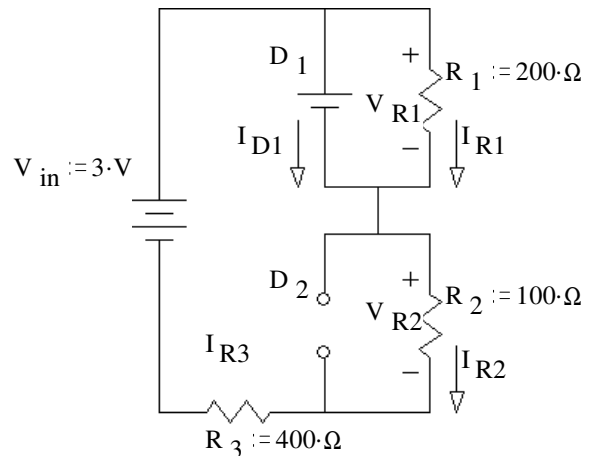 D 1
+
R 1 := 200·Ω
V R1
I D1
I R1
−
V in := 3·V
D 2
+
R 2 := 100·Ω
V R2
I R3
−
I R2
R 3 := 400·Ω